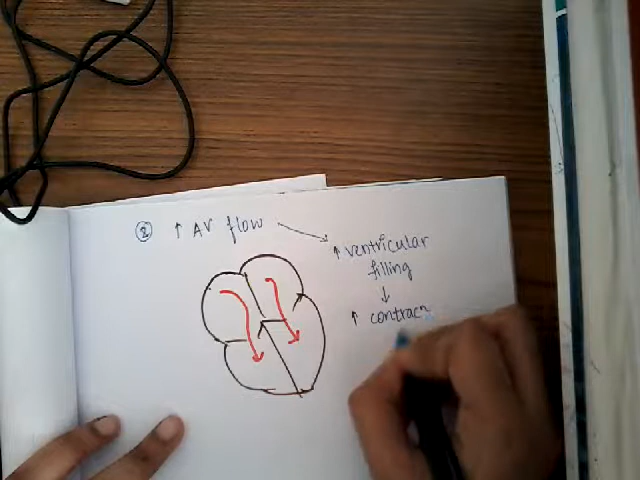 ② ↑ AV flow
↑ ventricular
filling
↓
↑ contrac